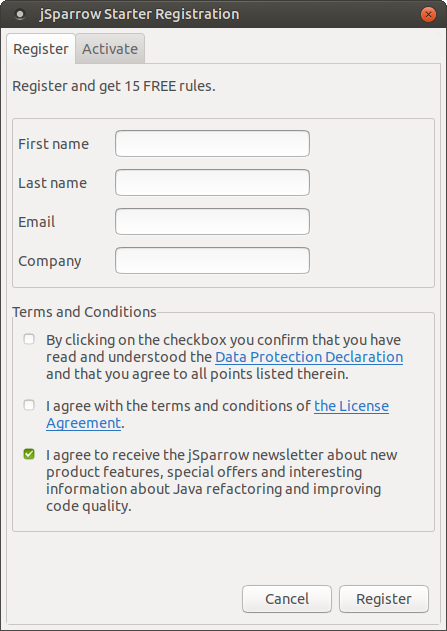 jSparrow Starter Registration
Register Activate
Register and get 15 FREE rules.
First name
Last name
Email
Company
Terms and Conditions
By clicking on the checkbox you confirm that you have
read and understood the Data Protection Declaration
and that you agree to all points listed therein.
I agree with the terms and conditions of the License
Agreement.
I agree to receive the jSparrow newsletter about new
product features, special offers and interesting
information about Java refactoring and improving
code quality.
Cancel Register